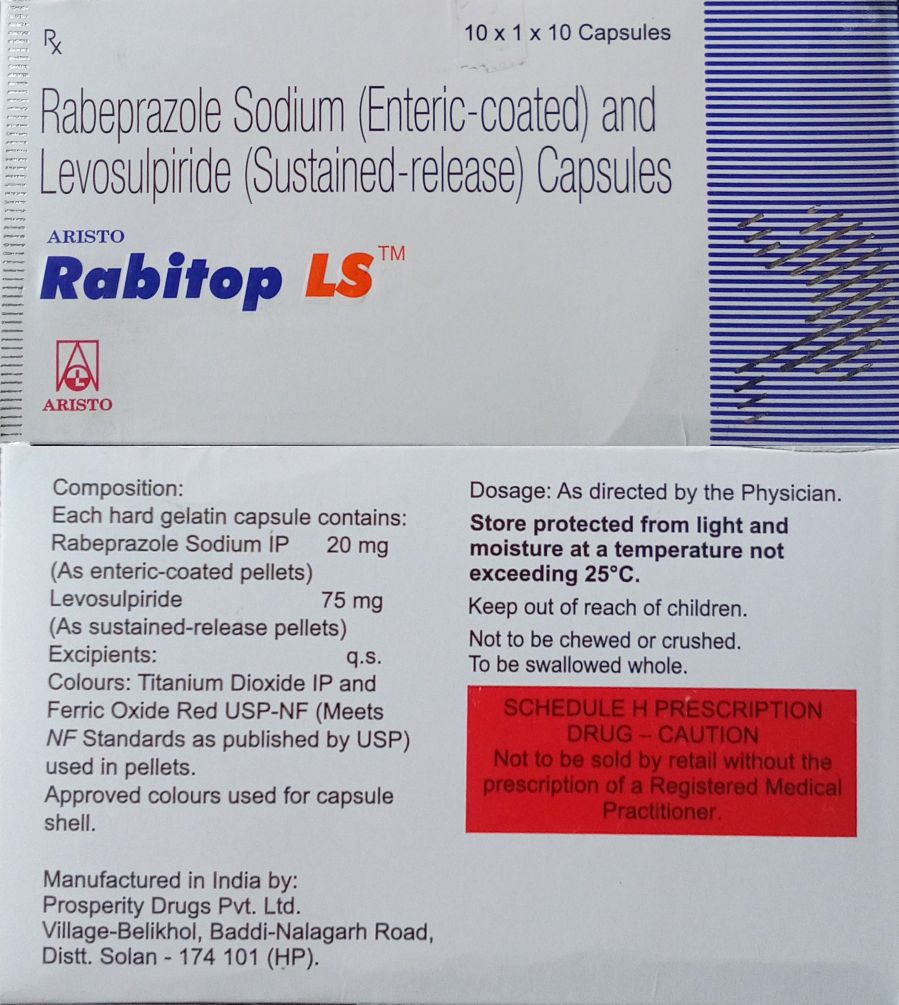 Rx
10 x 1 x 10 Capsules
Rabeprazole Sodium (Enteric-coated) and
Levosulpiride (Sustained-release) Capsules
ARISTO
Rabitop LS™
ARISTO
Composition:
Each hard gelatin capsule contains:
Rabeprazole Sodium IP 20 mg
(As enteric-coated pellets)
Levosulpiride 75 mg
(As sustained-release pellets)
Excipients: q.s.
Colours: Titanium Dioxide IP and
Ferric Oxide Red USP-NF (Meets
NF Standards as published by USP)
used in pellets.
Approved colours used for capsule
shell.
Manufactured in India by:
Prosperity Drugs Pvt. Ltd.
Village-Belikhol, Baddi-Nalagarh Road,
Distt. Solan - 174 101 (HP).
Dosage: As directed by the Physician.
Store protected from light and
moisture at a temperature not
exceeding 25°C.
Keep out of reach of children.
Not to be chewed or crushed.
To be swallowed whole.
SCHEDULE H PRESCRIPTION
DRUG – CAUTION
Not to be sold by retail without the
prescription of a Registered Medical
Practitioner.